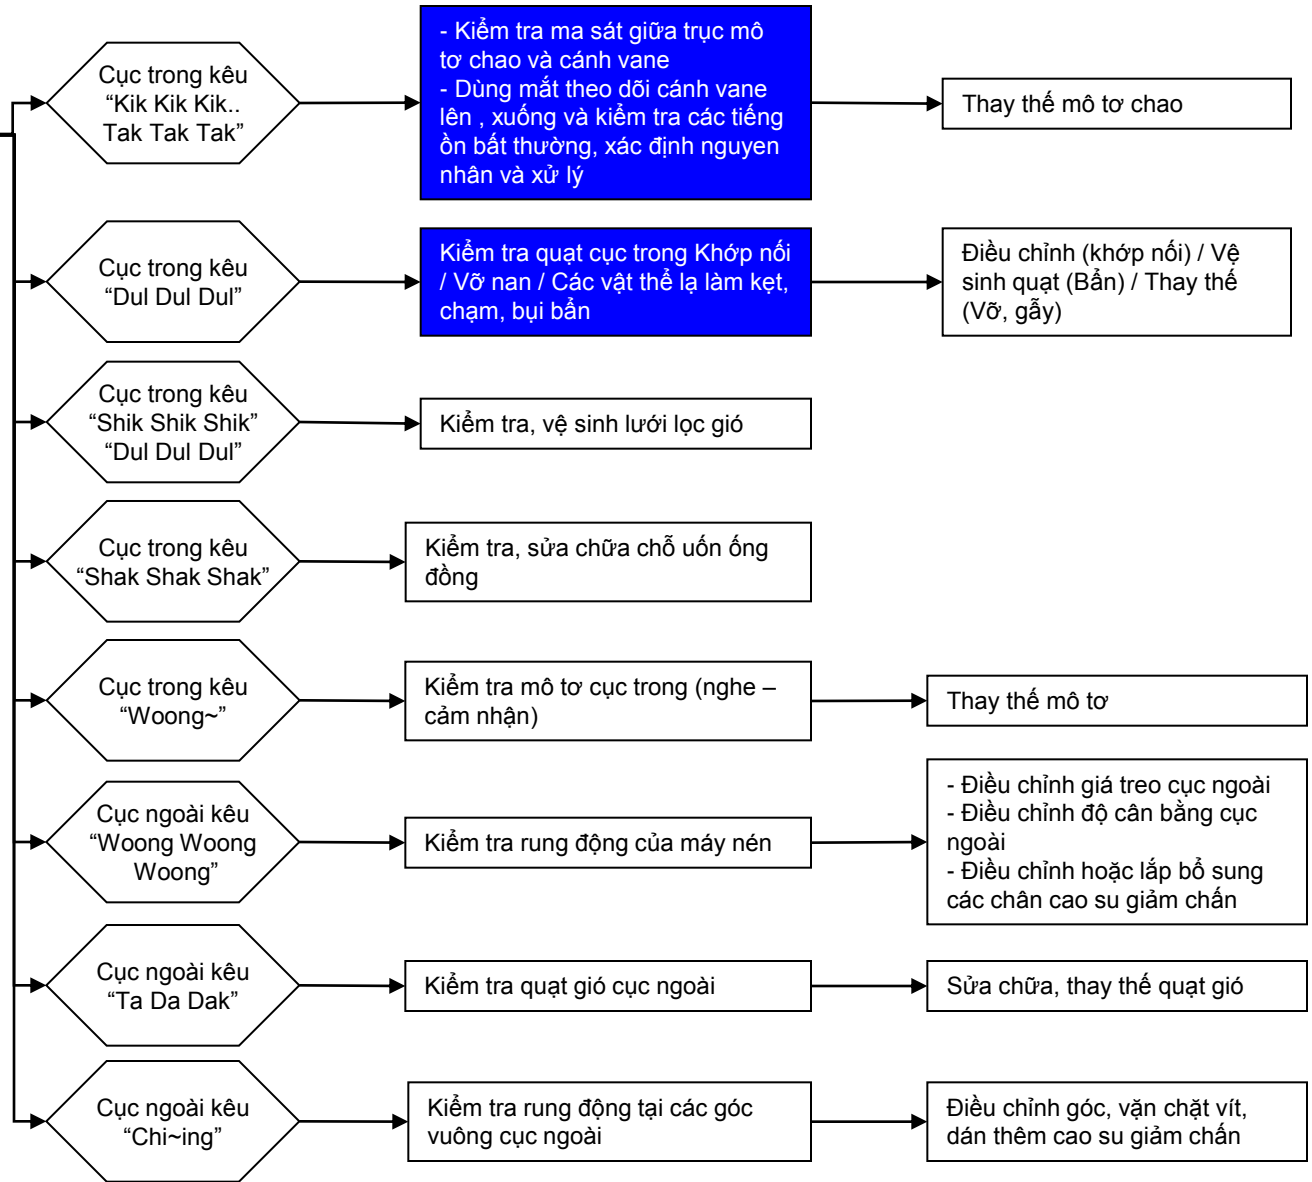 Cục trong kêu
“Kik Kik Kik..
Tak Tak Tak”
- Kiểm tra ma sát giữa trục mô
tơ chao và cánh vane
- Dùng mắt theo dõi cánh vane
lên , xuống và kiểm tra các tiếng
ồn bất thường, xác định nguyen
nhân và xử lý
Thay thế mô tơ chao
Cục trong kêu
“Dul Dul Dul”
Kiểm tra quạt cục trong Khớp nối
/ Vỡ nan / Các vật thể lạ làm kẹt,
chạm, bụi bẩn
Điều chỉnh (khớp nối) / Vệ
sinh quạt (Bẩn) / Thay thế
(Vỡ, gẫy)
Cục trong kêu
“Shik Shik Shik”
“Dul Dul Dul”
Kiểm tra, vệ sinh lưới lọc gió
Cục trong kêu
“Shak Shak Shak”
Kiểm tra, sửa chữa chỗ uốn ống
đồng
Cục trong kêu
“Woong~”
Kiểm tra mô tơ cục trong (nghe –
cảm nhận)
Thay thế mô tơ
Cục ngoài kêu
“Woong Woong
Woong”
Kiểm tra rung động của máy nén
- Điều chỉnh giá treo cục ngoài
- Điều chỉnh độ cân bằng cục
ngoài
- Điều chỉnh hoặc lắp bổ sung
các chân cao su giảm chấn
Cục ngoài kêu
“Ta Da Dak”
Kiểm tra quạt gió cục ngoài
Sửa chữa, thay thế quạt gió
Cục ngoài kêu
“Chi~ing”
Kiểm tra rung động tại các góc
vuông cục ngoài
Điều chỉnh góc, vặn chặt vít,
dán thêm cao su giảm chấn